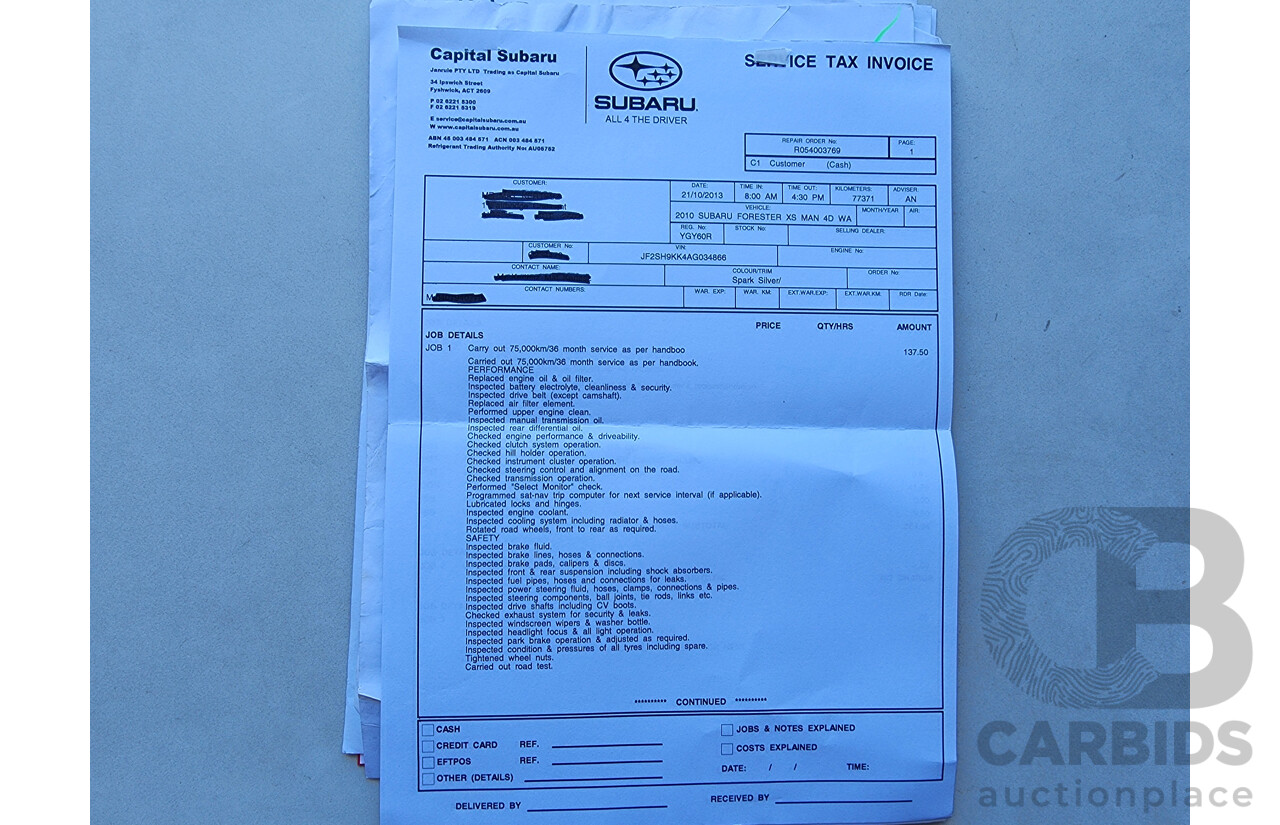 Capital Subaru
Janrule PTY LTD Trading as Capital Subaru
34 Ipswich Street
Fyshwick, ACT 2609
P 02 6221 5300
F 02 6221 5319
E service@capitalsubaru.com.au
W www.capitalsubaru.com.au
ABN 45 003 484 571 ACN 003 484 571
Refrigerant Trading Authority No: AU06782
SUBARU.
ALL 4 THE DRIVER
SERVICE TAX INVOICE
REPAIR ORDER No: PAGE:
R054003769 1
C1 Customer (Cash)
CUSTOMER:
DATE: TIME IN: TIME OUT: KILOMETERS: ADVISER:
21/10/2013 8:00 AM 4:30 PM 77371 AN
VEHICLE: MONTH/YEAR AIR:
2010 SUBARU FORESTER XS MAN 4D WA
REG. No: STOCK No: SELLING DEALER:
YGY60R
CUSTOMER No: VIN: ENGINE No:
JF2SH9KK4AG034866
CONTACT NAME: COLOUR/TRIM ORDER No:
Spark Silver/
CONTACT NUMBERS: WAR. EXP: WAR. KM: EXT.WAR.EXP: EXT.WAR.KM: RDR Date:
M
JOB DETAILS PRICE QTY/HRS AMOUNT
JOB 1 Carry out 75,000km/36 month service as per handboo 137.50
Carried out 75,000km/36 month service as per handbook.
PERFORMANCE
Replaced engine oil & oil filter.
Inspected battery electrolyte, cleanliness & security.
Inspected drive belt (except camshaft).
Replaced air filter element.
Performed upper engine clean.
Inspected manual transmission oil.
Inspected rear differential oil.
Checked engine performance & driveability.
Checked clutch system operation.
Checked hill holder operation.
Checked instrument cluster operation.
Checked steering control and alignment on the road.
Checked transmission operation.
Performed "Select Monitor" check.
Programmed sat-nav trip computer for next service interval (if applicable).
Lubricated locks and hinges.
Inspected engine coolant.
Inspected cooling system including radiator & hoses.
Rotated road wheels, front to rear as required.
SAFETY
Inspected brake fluid.
Inspected brake lines, hoses & connections.
Inspected brake pads, calipers & discs.
Inspected front & rear suspension including shock absorbers.
Inspected fuel pipes, hoses and connections for leaks.
Inspected power steering fluid, hoses, clamps, connections & pipes.
Inspected steering components, ball joints, tie rods, links etc.
Inspected drive shafts including CV boots.
Checked exhaust system for security & leaks.
Inspected windscreen wipers & washer bottle.
Inspected headlight focus & all light operation.
Inspected park brake operation & adjusted as required.
Inspected condition & pressures of all tyres including spare.
Tightened wheel nuts.
Carried out road test.
********** CONTINUED **********
CASH JOBS & NOTES EXPLAINED
CREDIT CARD REF. COSTS EXPLAINED
EFTPOS REF. DATE: / / TIME:
OTHER (DETAILS)
DELIVERED BY RECEIVED BY
CB
CARBIDS
auctionplace